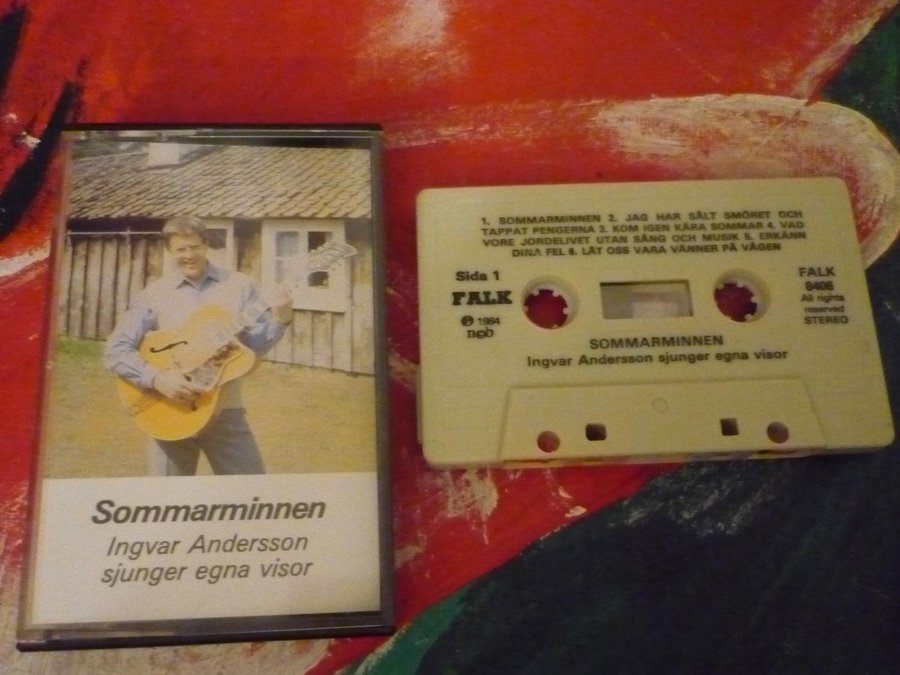 Sommarminnen
Ingvar Andersson
sjunger egna visor
1. SOMMARMINNEN 2. JAG HAR SÅLT SMÖRET OCH
TAPPAT PENGERNA 3. KOM IGEN KÄRA SOMMAR 4. VAD
VORE JORDELIVET UTAN SÅNG OCH MUSIK 5. ERKÄNN
DINA FEL 6. LÅT OSS VARA VÄNNER PÅ VÄGEN
Sida 1
FALK
Ⓟ 1984
ncb
FALK
8406
All rights
reserved
STEREO
SOMMARMINNEN
Ingvar Andersson sjunger egna visor